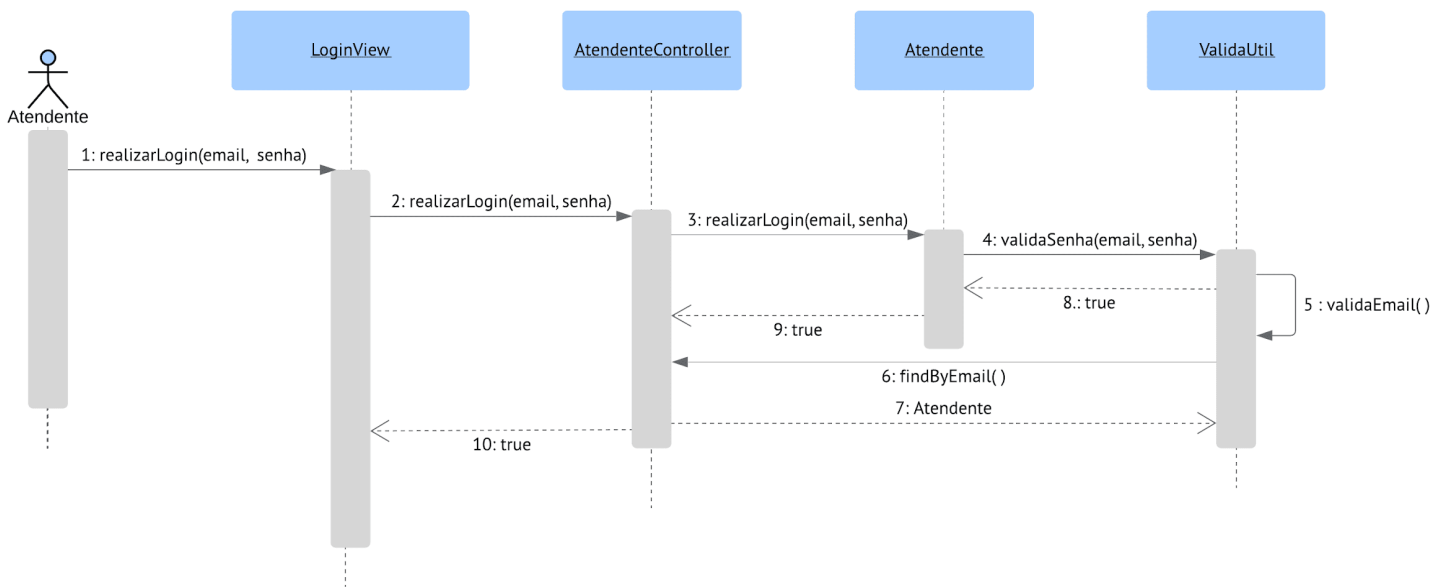 LoginView
AtendenteController
Atendente
ValidaUtil
Atendente
1: realizarLogin(email, senha)
2: realizarLogin(email, senha)
3: realizarLogin(email, senha)
4: validaSenha(email, senha)
8.: true
5 : validaEmail( )
9: true
6: findByEmail( )
7: Atendente
10: true